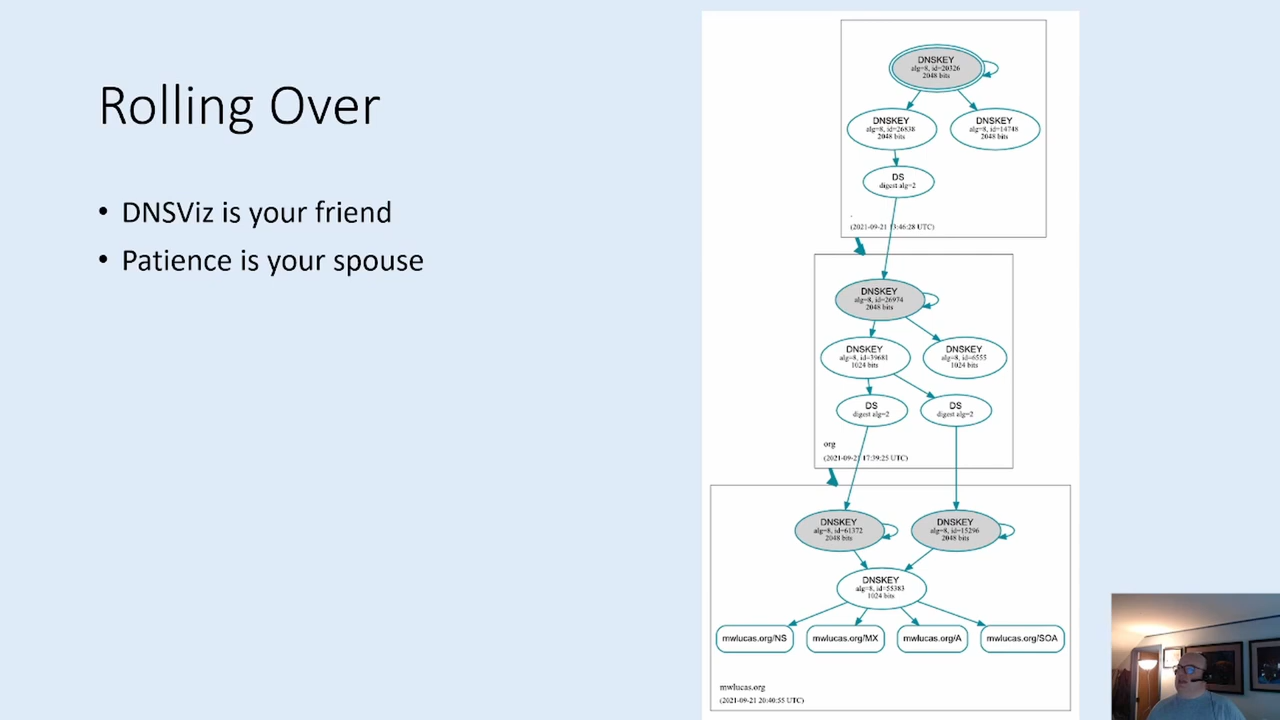 Rolling Over
• DNSViz is your friend
• Patience is your spouse
DNSKEY
alg=8, id=20326
2048 bits
DNSKEY
alg=8, id=26838
2048 bits
DNSKEY
alg=8, id=14748
2048 bits
DS
digest alg=2
.
(2021-09-21 13:46:28 UTC)
DNSKEY
alg=8, id=26974
2048 bits
DNSKEY
alg=8, id=39681
1024 bits
DNSKEY
alg=8, id=6555
1024 bits
DS
digest alg=2
DS
digest alg=2
org
(2021-09-21 17:39:25 UTC)
DNSKEY
alg=8, id=61372
2048 bits
DNSKEY
alg=8, id=15296
2048 bits
DNSKEY
alg=8, id=55383
1024 bits
mwlucas.org/NS
mwlucas.org/MX
mwlucas.org/A
mwlucas.org/SOA
mwlucas.org
(2021-09-21 20:40:55 UTC)